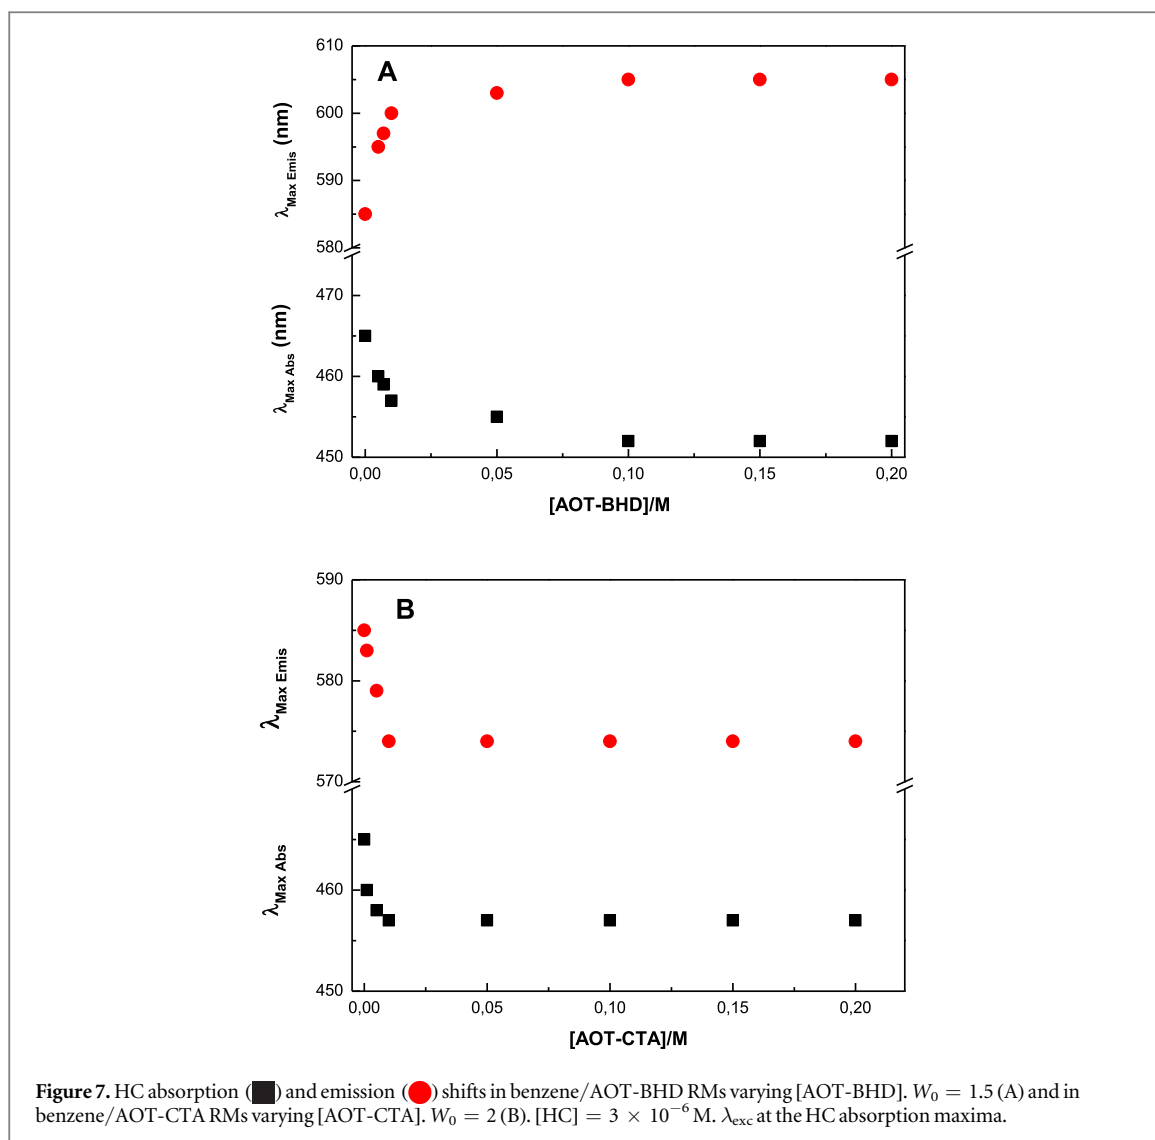 A
610
600
590
580
λMax Emis (nm)
470
460
450
λMax Abs (nm)
0,00 0,05 0,10 0,15 0,20
[AOT-BHD]/M
B
590
580
570
λMax Emis
460
450
λMax Abs
0,00 0,05 0,10 0,15 0,20
[AOT-CTA]/M
Figure 7. HC absorption (■) and emission (●) shifts in benzene/AOT-BHD RMs varying [AOT-BHD]. W₀ = 1.5 (A) and in
benzene/AOT-CTA RMs varying [AOT-CTA]. W₀ = 2 (B). [HC] = 3 × 10⁻⁶ M. λexc at the HC absorption maxima.